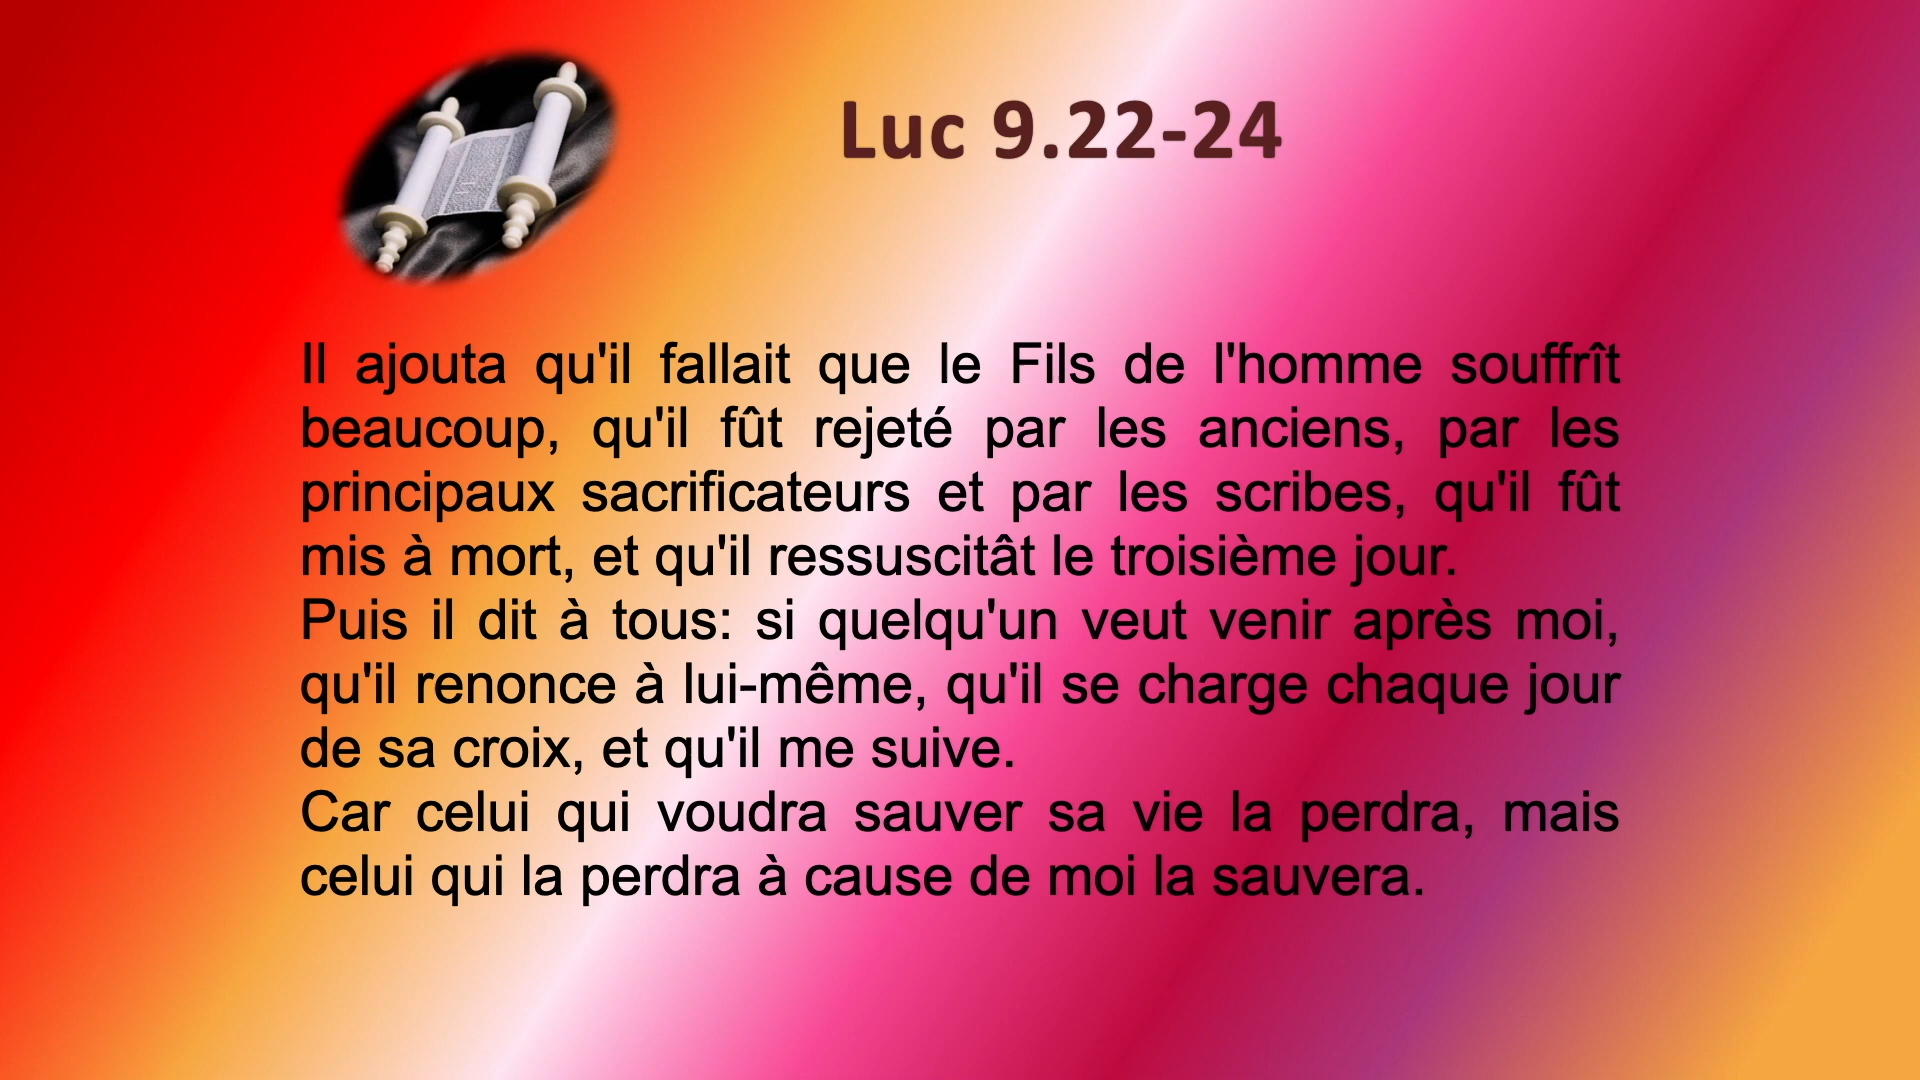 Luc 9.22-24
Il ajouta qu'il fallait que le Fils de l'homme souffrît
beaucoup, qu'il fût rejeté par les anciens, par les
principaux sacrificateurs et par les scribes, qu'il fût
mis à mort, et qu'il ressuscitât le troisième jour.
Puis il dit à tous: si quelqu'un veut venir après moi,
qu'il renonce à lui-même, qu'il se charge chaque jour
de sa croix, et qu'il me suive.
Car celui qui voudra sauver sa vie la perdra, mais
celui qui la perdra à cause de moi la sauvera.